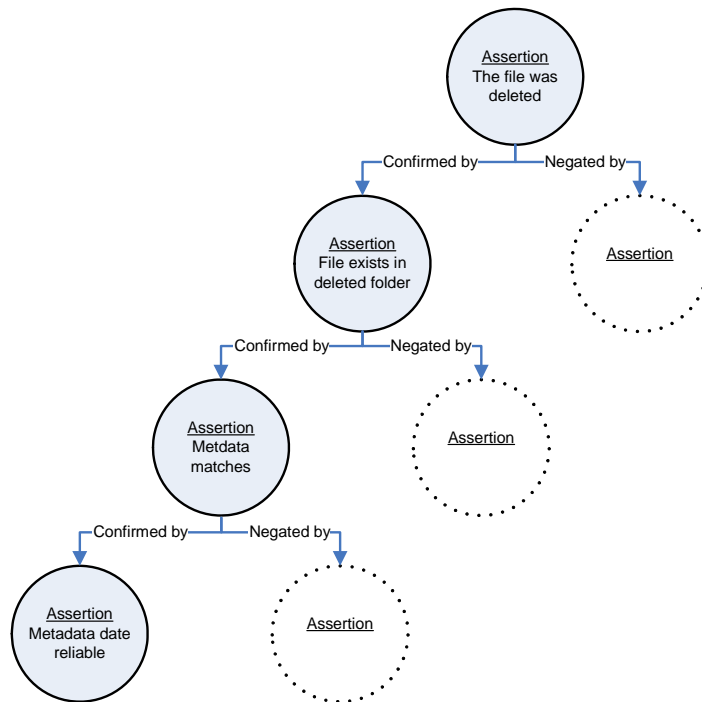 Assertion
The file was
deleted
Confirmed by
Negated by
Assertion
File exists in
deleted folder
Assertion
Confirmed by
Negated by
Assertion
Metdata
matches
Assertion
Confirmed by
Negated by
Assertion
Metadata date
reliable
Assertion